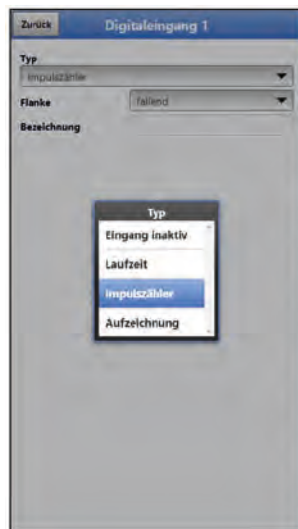 Zurück
Digitaleingang 1
Typ
Impulszähler
Flanke
fallend
Bezeichnung
Typ
Eingang inaktiv
Laufzeit
Impulszähler
Aufzeichnung